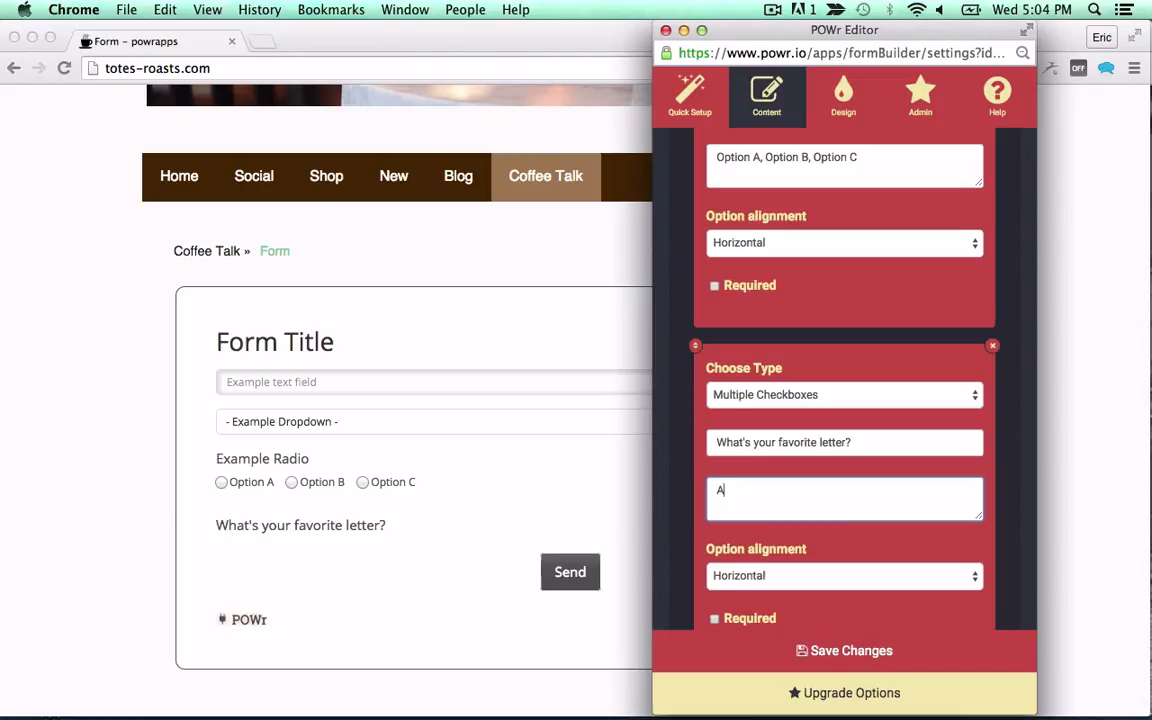 Chrome File Edit View History Bookmarks Window People Help
1 Wed 5:04 PM
Form – powrapps
Eric
totes-roasts.com
OFF
POWr Editor
https://www.powr.io/apps/formBuilder/settings?id...
Quick Setup Content Design Admin Help
Home Social Shop New Blog Coffee Talk
Coffee Talk » Form
Form Title
Example text field
- Example Dropdown -
Example Radio
Option A Option B Option C
What's your favorite letter?
Send
POWr
Option A, Option B, Option C
Option alignment
Horizontal
Required
Choose Type
Multiple Checkboxes
What's your favorite letter?
A
Option alignment
Horizontal
Required
Save Changes
Upgrade Options